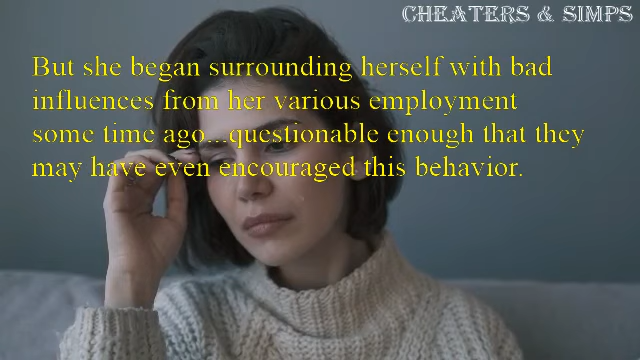 CHEATERS & SIMPS
But she began surrounding herself with bad
influences from her various employment
some time ago...questionable enough that they
may have even encouraged this behavior.